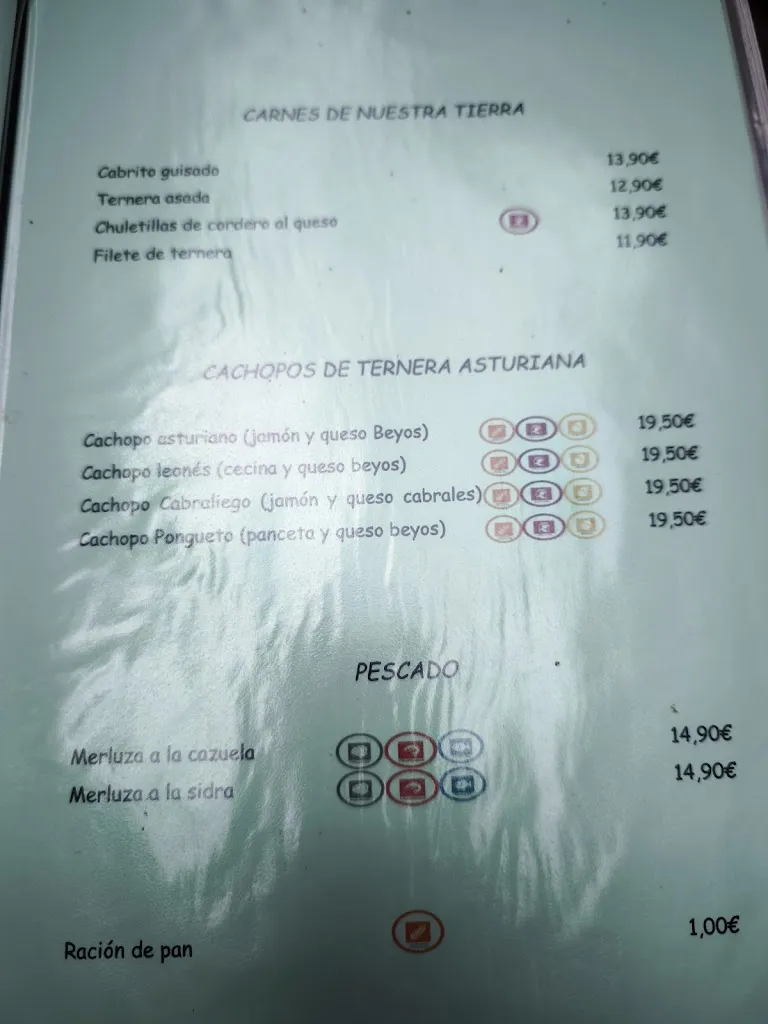 CARNES DE NUESTRA TIERRA
Cabrito guisado 13,90€
Ternera asada 12,90€
Chuletillas de cordero al queso 13,90€
Filete de ternera 11,90€
CACHOPOS DE TERNERA ASTURIANA
Cachopo asturiano (jamón y queso Beyos) 19,50€
Cachopo leonés (cecina y queso beyos) 19,50€
Cachopo Cabraliego (jamón y queso cabrales) 19,50€
Cachopo Pongueto (panceta y queso beyos) 19,50€
PESCADO
Merluza a la cazuela 14,90€
Merluza a la sidra 14,90€
Ración de pan 1,00€